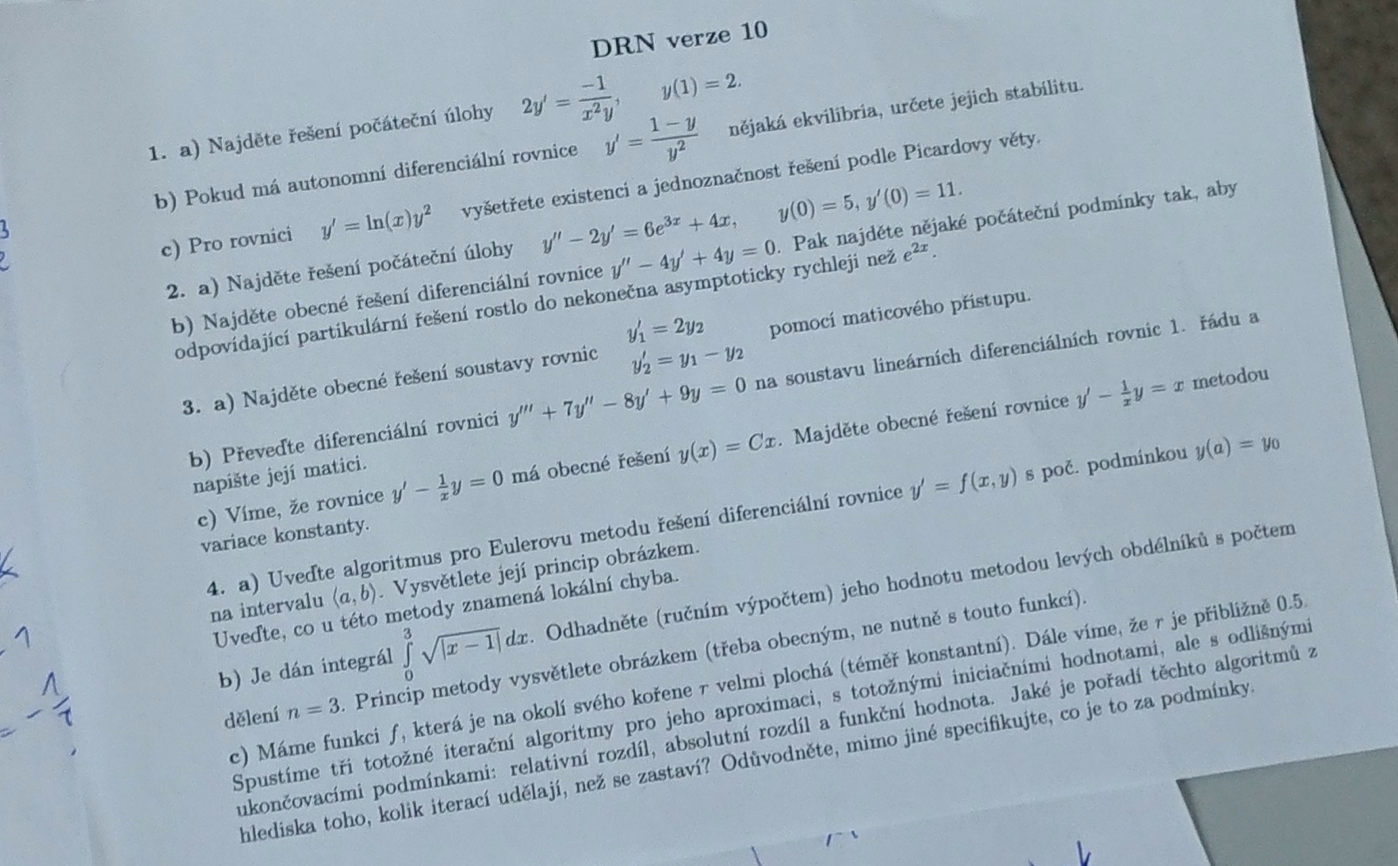 DRN verze 10
1. a) Najděte řešení počáteční úlohy 2y' = \frac{-1}{x^2 y}, y(1) = 2.
b) Pokud má autonomní diferenciální rovnice y' = \frac{1 - y}{y^2} nějaká ekvilibria, určete jejich stabilitu.
c) Pro rovnici y' = ln(x)y^2 vyšetřete existenci a jednoznačnost řešení podle Picardovy věty.
2. a) Najděte řešení počáteční úlohy y'' − 2y' = 6e^{3x} + 4x, y(0) = 5, y'(0) = 11.
b) Najděte obecné řešení diferenciální rovnice y'' − 4y' + 4y = 0. Pak najděte nějaké počáteční podmínky tak, aby
odpovídající partikulární řešení rostlo do nekonečna asymptoticky rychleji než e^{2x}.
3. a) Najděte obecné řešení soustavy rovnic y_1' = 2y_2 y_2' = y_1 − y_2 pomocí maticového přístupu.
b) Převeďte diferenciální rovnici y''' + 7y'' − 8y' + 9y = 0 na soustavu lineárních diferenciálních rovnic 1. řádu a
napište její matici.
c) Víme, že rovnice y' − \frac{1}{x}y = 0 má obecné řešení y(x) = Cx. Majděte obecné řešení rovnice y' − \frac{1}{x}y = x metodou
variace konstanty.
4. a) Uveďte algoritmus pro Eulerovu metodu řešení diferenciální rovnice y' = f(x, y) s poč. podmínkou y(a) = y_0
na intervalu ⟨a, b⟩. Vysvětlete její princip obrázkem.
Uveďte, co u této metody znamená lokální chyba.
b) Je dán integrál \int_0^3 \sqrt{|x − 1|} dx. Odhadněte (ručním výpočtem) jeho hodnotu metodou levých obdélníků s počtem
dělení n = 3. Princip metody vysvětlete obrázkem (třeba obecným, ne nutně s touto funkcí).
c) Máme funkci f, která je na okolí svého kořene r velmi plochá (téměř konstantní). Dále víme, že r je přibližně 0.5.
Spustíme tři totožné iterační algoritmy pro jeho aproximaci, s totožnými iniciačními hodnotami, ale s odlišnými
ukončovacími podmínkami: relativní rozdíl, absolutní rozdíl a funkční hodnota. Jaké je pořadí těchto algoritmů z
hlediska toho, kolik iterací udělají, než se zastaví? Odůvodněte, mimo jiné specifikujte, co je to za podmínky.